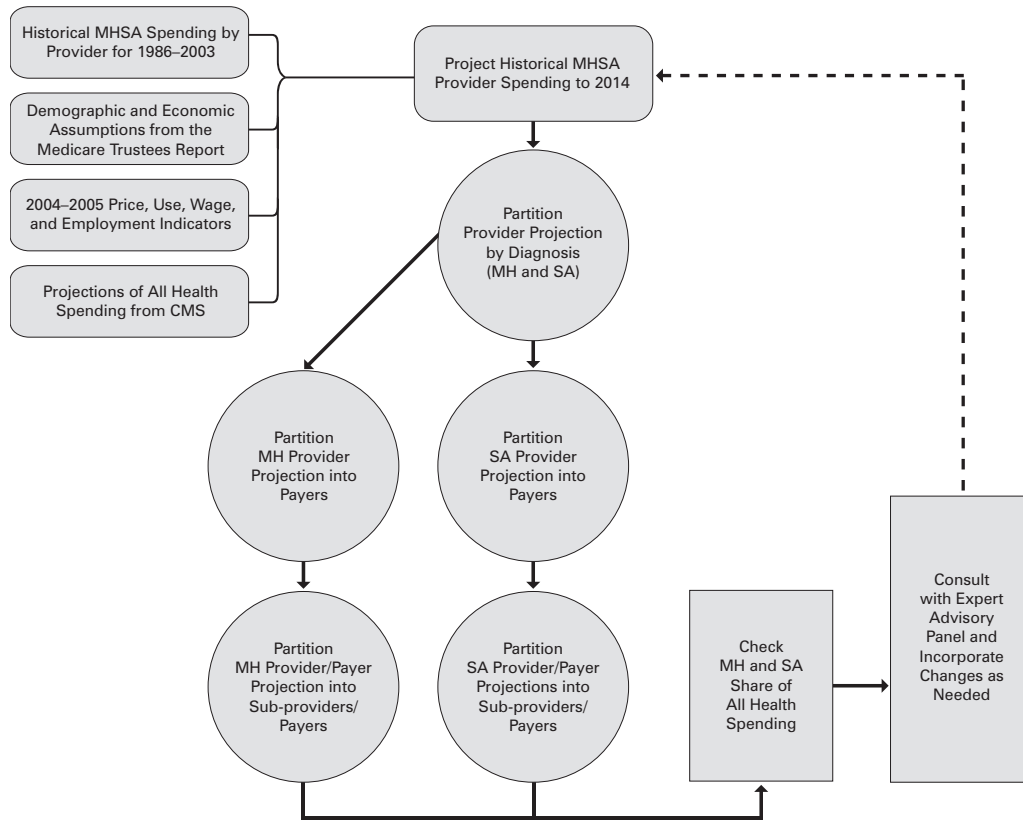 Historical MHSA Spending by
Provider for 1986–2003
Demographic and Economic
Assumptions from the
Medicare Trustees Report
2004–2005 Price, Use, Wage,
and Employment Indicators
Projections of All Health
Spending from CMS
Project Historical MHSA
Provider Spending to 2014
Partition
Provider Projection
by Diagnosis
(MH and SA)
Partition
MH Provider
Projection into
Payers
Partition
SA Provider
Projection into
Payers
Partition
MH Provider/Payer
Projection into
Sub-providers/
Payers
Partition
SA Provider/Payer
Projections into
Sub-providers/
Payers
Check
MH and SA
Share of
All Health
Spending
Consult
with Expert
Advisory
Panel and
Incorporate
Changes as
Needed